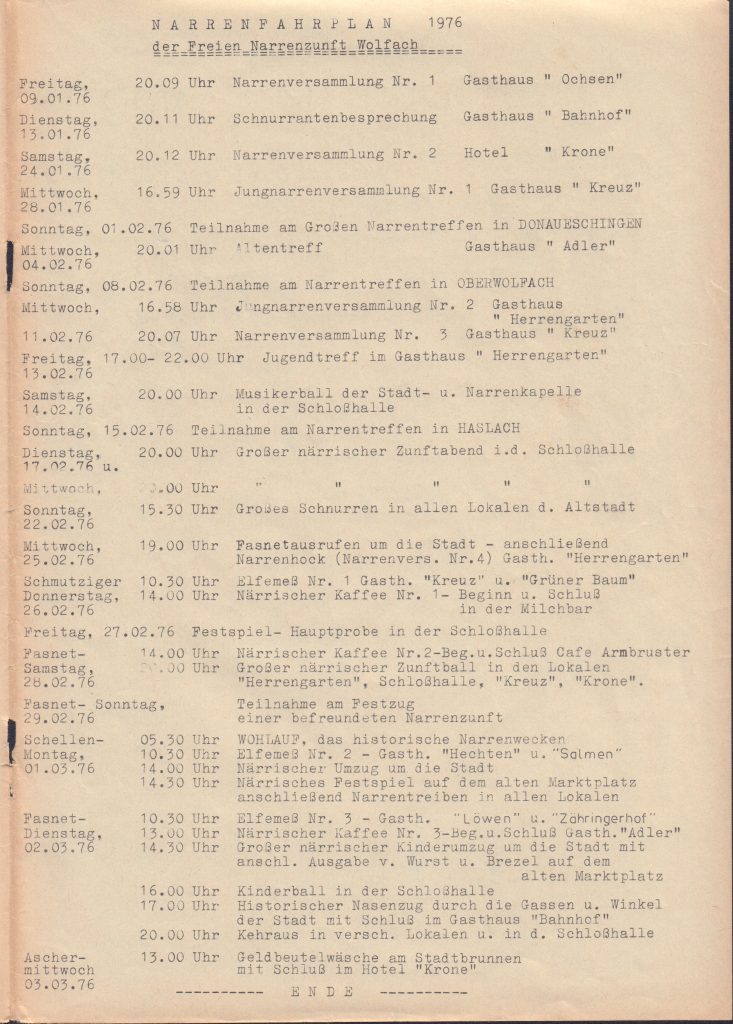 NARRENFAHRPLAN 1976
der Freien Narrenzunft Wolfach
Freitag, 20.09 Uhr Narrenversammlung Nr. 1 Gasthaus " Ochsen"
09.01.76
Dienstag, 20.11 Uhr Schnurrantenbesprechung Gasthaus " Bahnhof"
13.01.76
Samstag, 20.12 Uhr Narrenversammlung Nr. 2 Hotel " Krone"
24.01.76
Mittwoch, 16.59 Uhr Jungnarrenversammlung Nr. 1 Gasthaus " Kreuz"
28.01.76
Sonntag, 01.02.76 Teilnahme am Großen Narrentreffen in DONAUESCHINGEN
Mittwoch, 20.01 Uhr Altentreff Gasthaus " Adler"
04.02.76
Sonntag, 08.02.76 Teilnahme am Narrentreffen in OBERWOLFACH
Mittwoch, 16.58 Uhr Jungnarrenversammlung Nr. 2 Gasthaus
" Herrengarten"
11.02.76 20.07 Uhr Narrenversammlung Nr. 3 Gasthaus " Kreuz"
Freitag, 17.00- 22.00 Uhr Jugendtreff im Gasthaus " Herrengarten"
13.02.76
Samstag, 20.00 Uhr Musikerball der Stadt- u. Narrenkapelle
14.02.76 in der Schloßhalle
Sonntag, 15.02.76 Teilnahme am Narrentreffen in HASLACH
Dienstag, 20.00 Uhr Großer närrischer Zunftabend i.d. Schloßhalle
17.02.76 u.
Mittwoch, 20.00 Uhr " " " " "
Sonntag, 15.30 Uhr Großes Schnurren in allen Lokalen d. Altstadt
22.02.76
Mittwoch, 19.00 Uhr Fasnetausrufen um die Stadt - anschließend
25.02.76 Narrenhock (Narrenvers. Nr.4) Gasth. "Herrengarten"
Schmutziger 10.30 Uhr Elfemeß Nr. 1 Gasth. "Kreuz" u. "Grüner Baum"
Donnerstag, 14.00 Uhr Närrischer Kaffee Nr. 1- Beginn u. Schluß
26.02.76 in der Milchbar
Freitag, 27.02.76 Festspiel- Hauptprobe in der Schloßhalle
Fasnet- 14.00 Uhr Närrischer Kaffee Nr.2-Beg.u.Schluß Cafe Armbruster
Samstag, 20.00 Uhr Großer närrischer Zunftball in den Lokalen
28.02.76 "Herrengarten", Schloßhalle, "Kreuz", "Krone".
Fasnet- Sonntag, Teilnahme am Festzug
29.02.76 einer befreundeten Narrenzunft
Schellen- 05.30 Uhr WOHLAUF, das historische Narrenwecken
Montag, 10.30 Uhr Elfemeß Nr. 2 - Gasth. "Hechten" u. "Salmen"
01.03.76 14.00 Uhr Närrischer Umzug um die Stadt
14.30 Uhr Närrisches Festspiel auf dem alten Marktplatz
anschließend Narrentreiben in allen Lokalen
Fasnet- 10.30 Uhr Elfemeß Nr. 3 - Gasth. "Löwen" u. "Zähringerhof"
Dienstag, 13.00 Uhr Närrischer Kaffee Nr. 3-Beg.u.Schluß Gasth."Adler"
02.03.76 14.30 Uhr Großer närrischer Kinderumzug um die Stadt mit
anschl. Ausgabe v. Wurst u. Brezel auf dem
alten Marktplatz
16.00 Uhr Kinderball in der Schloßhalle
17.00 Uhr Historischer Nasenzug durch die Gassen u. Winkel
der Stadt mit Schluß im Gasthaus "Bahnhof"
20.00 Uhr Kehraus in versch. Lokalen u. in d. Schloßhalle
Ascher- 13.00 Uhr Geldbeutelwäsche am Stadtbrunnen
mittwoch mit Schluß im Hotel "Krone"
03.03.76
---------- E N D E ----------